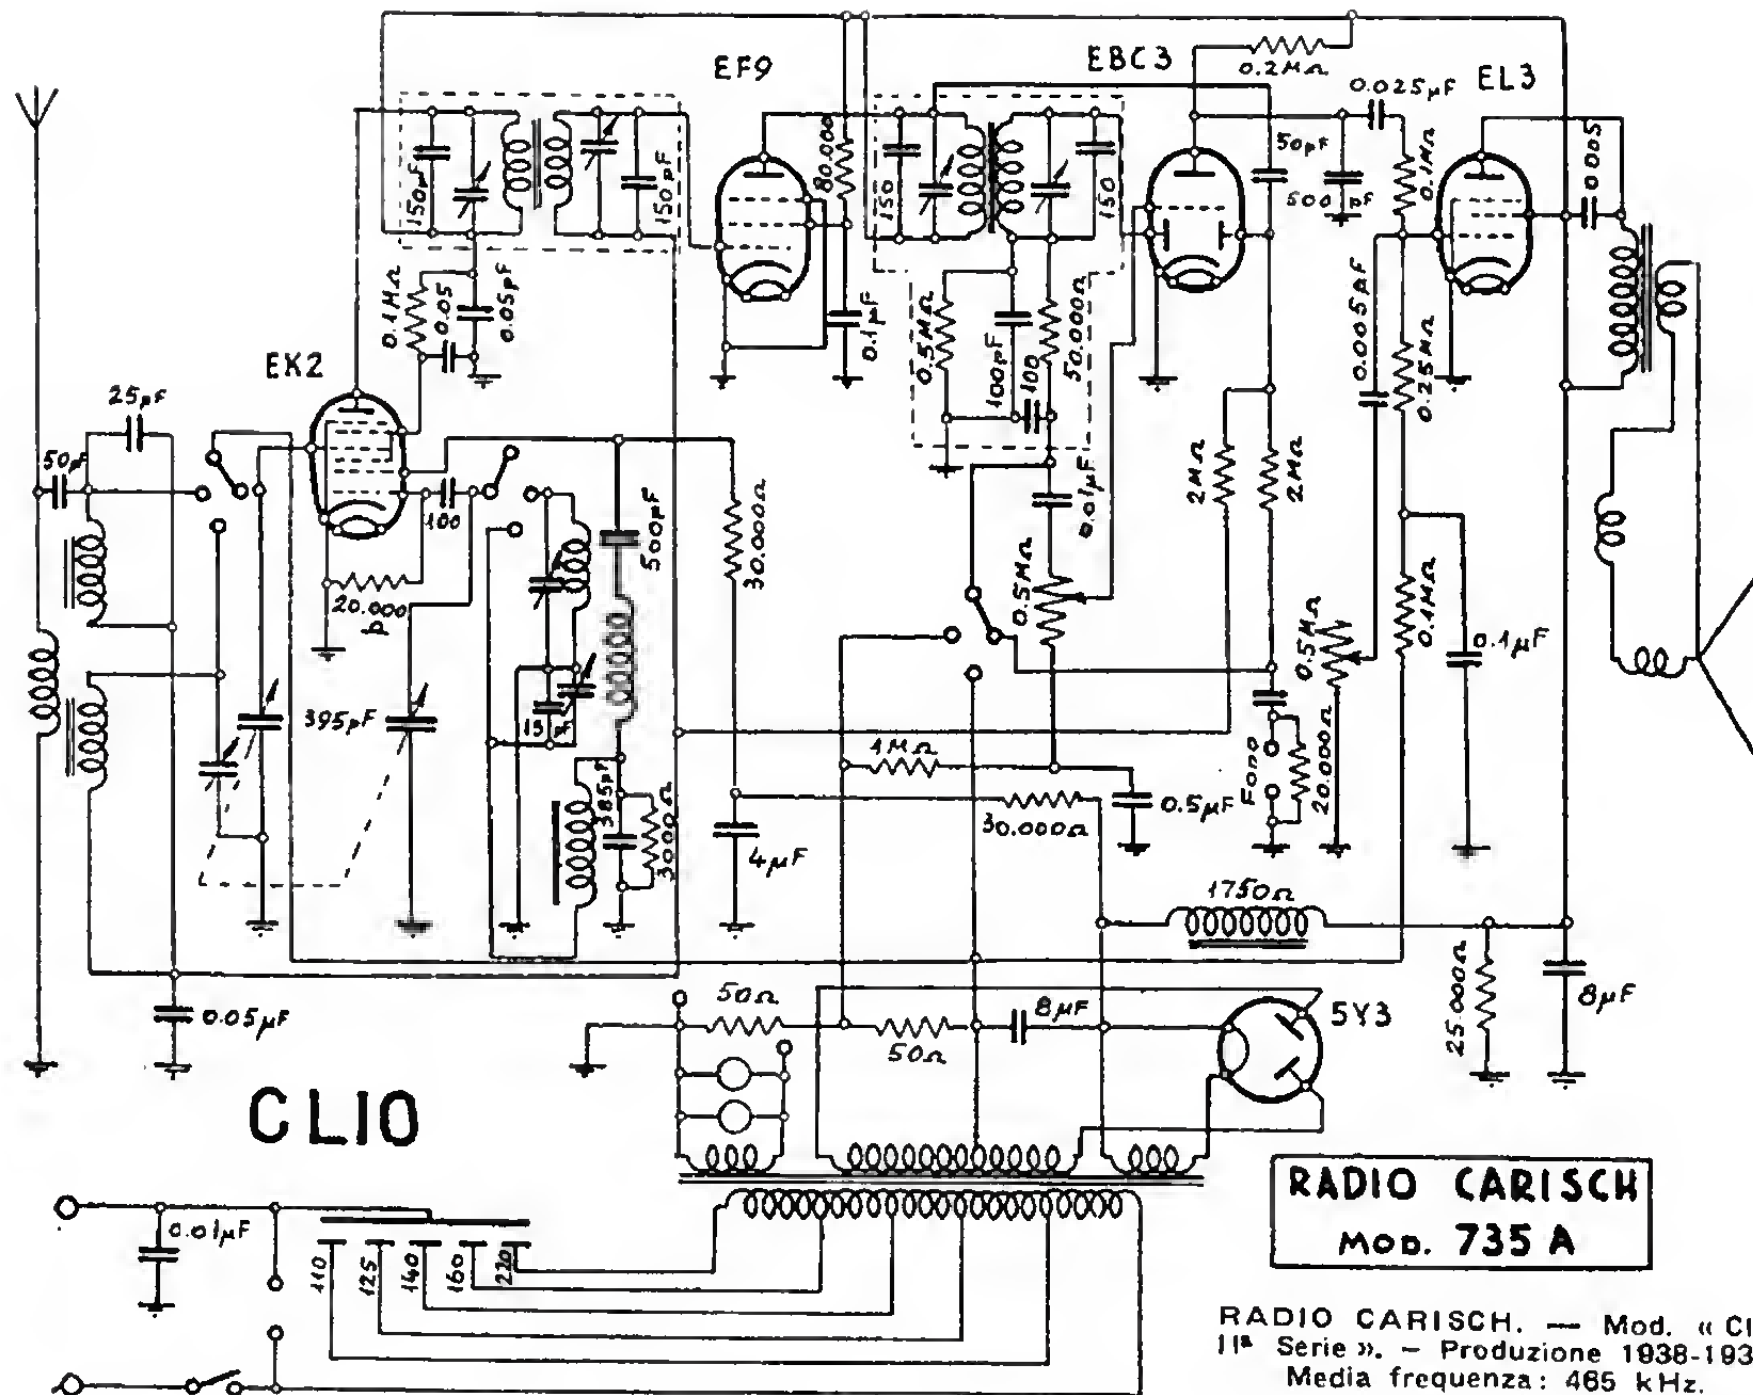 EF9
EBC3
0.2MΩ
0.025µF
EL3
150pF
150pF
80.000
150
150
50pF
500 pF
0.1MΩ
0.005
0.1MΩ
0.05
0.05µF
0.1µF
0.5MΩ
100pF
100
50.000Ω
0.005µF
0.25MΩ
EK2
25pF
50pF
100
20.000
500pF
30.000Ω
0.01µF
2MΩ
2MΩ
0.5MΩ
0.5MΩ
0.1MΩ
0.1µF
395pF
15 pF
1MΩ
Fono
20.000Ω
385pF
3000Ω
4µF
30.000Ω
0.5µF
1750Ω
0.05µF
50Ω
50Ω
8µF
5Y3
25.000Ω
8µF
CLIO
0.01µF
110
125
140
160
220
RADIO CARISCH
MOD. 735 A
RADIO CARISCH. — Mod. « Cl
IIª Serie ». – Produzione 1938-193
Media frequenza: 465 kHz.